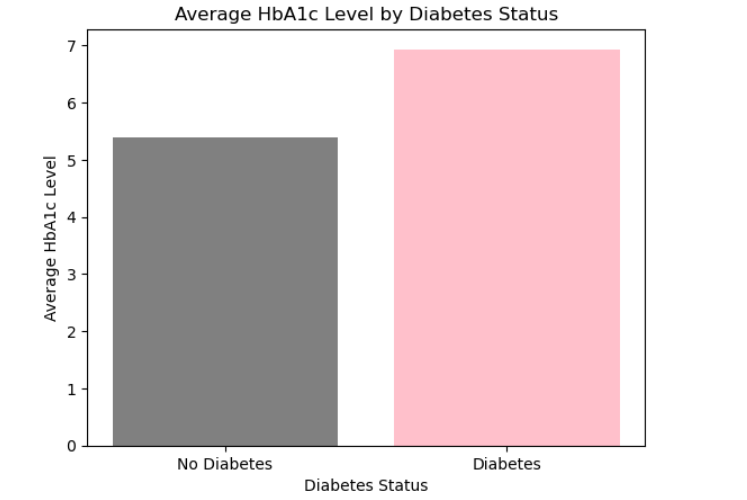 Average HbA1c Level by Diabetes Status
Average HbA1c Level
7
6
5
4
3
2
1
0
No Diabetes
Diabetes
Diabetes Status